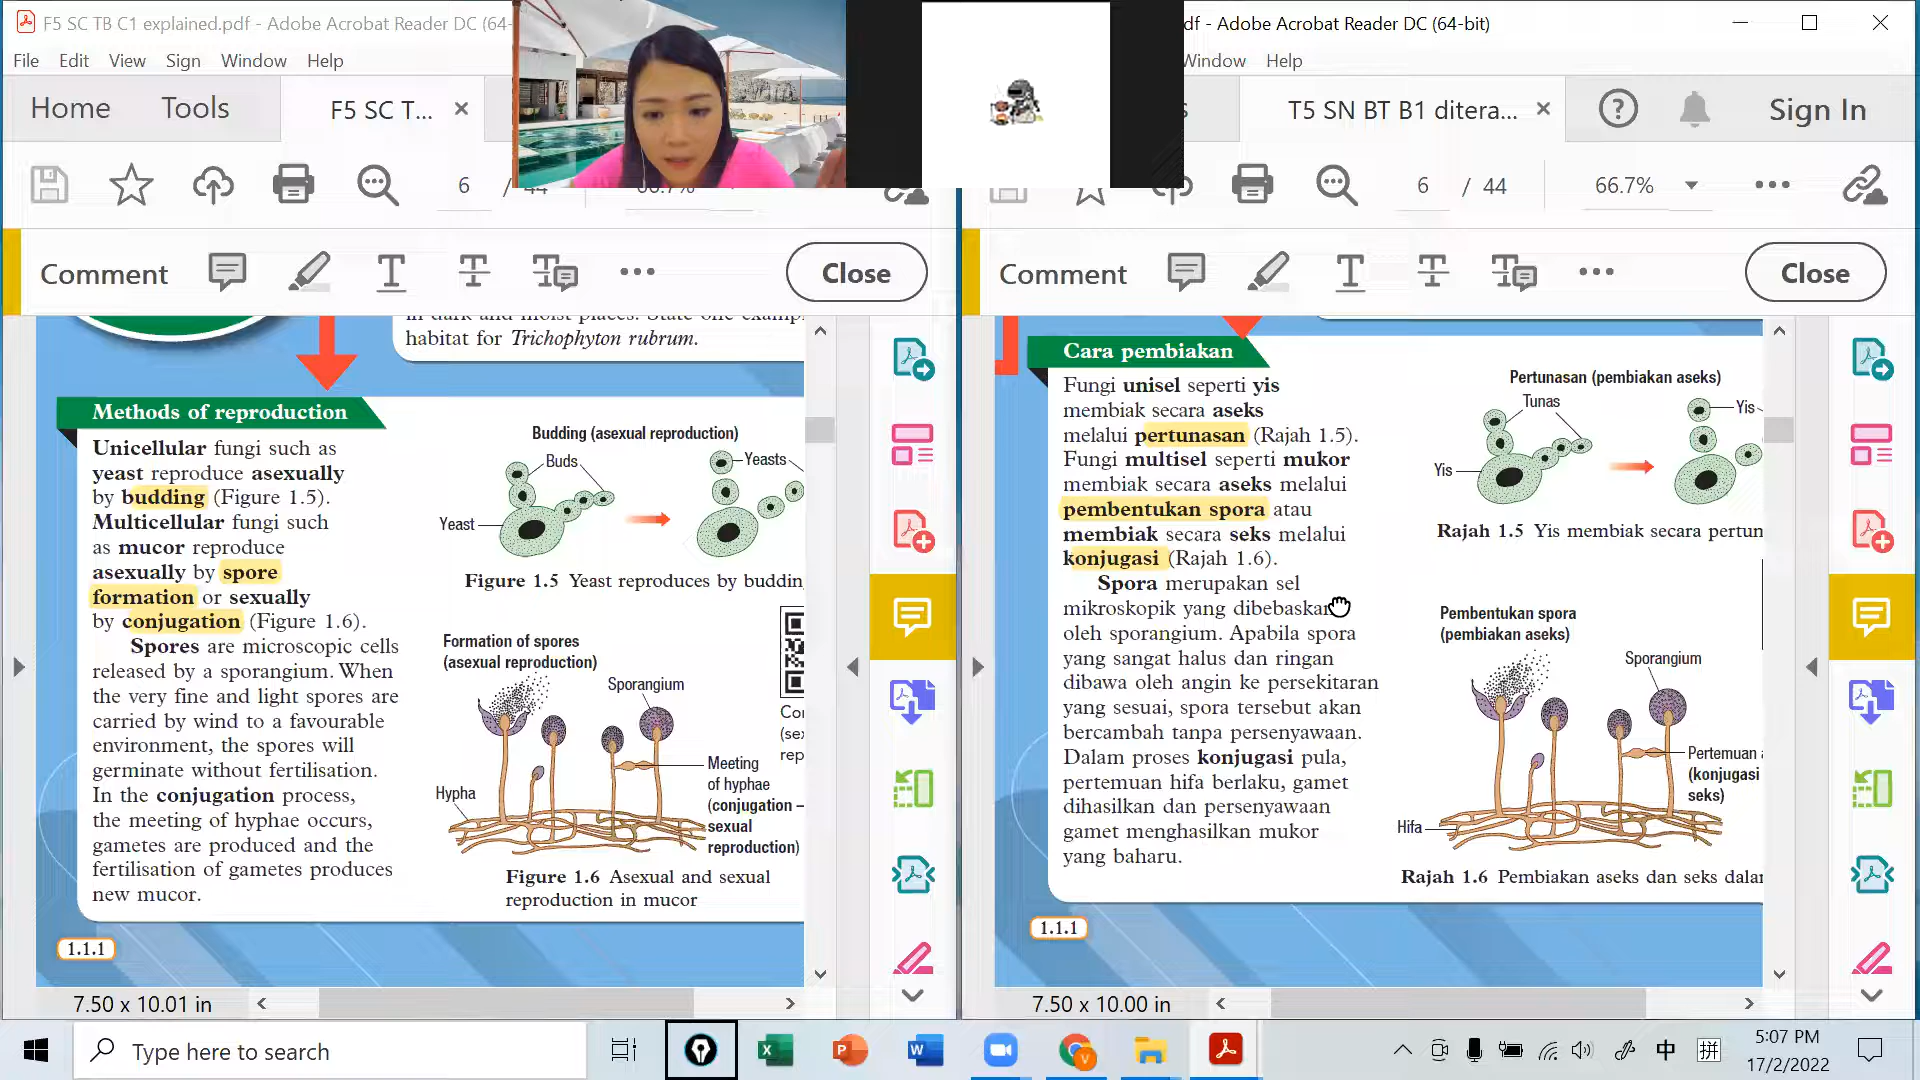 F5 SC TB C1 explained.pdf - Adobe Acrobat Reader DC (64-
File Edit View Sign Window Help
Home Tools F5 SC T...
6 /
Comment Close
habitat for Trichophyton rubrum.
Methods of reproduction
Unicellular fungi such as
yeast reproduce asexually
by budding (Figure 1.5).
Multicellular fungi such
as mucor reproduce
asexually by spore
formation or sexually
by conjugation (Figure 1.6).
Spores are microscopic cells
released by a sporangium. When
the very fine and light spores are
carried by wind to a favourable
environment, the spores will
germinate without fertilisation.
In the conjugation process,
the meeting of hyphae occurs,
gametes are produced and the
fertilisation of gametes produces
new mucor.
Budding (asexual reproduction)
Buds
Yeasts
Yeast
Figure 1.5 Yeast reproduces by buddin
Formation of spores
(asexual reproduction)
Sporangium
Hypha
Meeting
of hyphae
(conjugation –
sexual
reproduction)
Figure 1.6 Asexual and sexual
reproduction in mucor
1.1.1
7.50 x 10.01 in
df - Adobe Acrobat Reader DC (64-bit)
Window Help
T5 SN BT B1 ditera... Sign In
6 / 44 66.7%
Comment Close
Cara pembiakan
Fungi unisel seperti yis
membiak secara aseks
melalui pertunasan (Rajah 1.5).
Fungi multisel seperti mukor
membiak secara aseks melalui
pembentukan spora atau
membiak secara seks melalui
konjugasi (Rajah 1.6).
Spora merupakan sel
mikroskopik yang dibebaskan
oleh sporangium. Apabila spora
yang sangat halus dan ringan
dibawa oleh angin ke persekitaran
yang sesuai, spora tersebut akan
bercambah tanpa persenyawaan.
Dalam proses konjugasi pula,
pertemuan hifa berlaku, gamet
dihasilkan dan persenyawaan
gamet menghasilkan mukor
yang baharu.
Pertunasan (pembiakan aseks)
Tunas
Yis
Yis
Rajah 1.5 Yis membiak secara pertun
Pembentukan spora
(pembiakan aseks)
Sporangium
Pertemuan
(konjugasi
seks)
Hifa
Rajah 1.6 Pembiakan aseks dan seks dala
1.1.1
7.50 x 10.00 in
Type here to search
中 拼
5:07 PM
17/2/2022